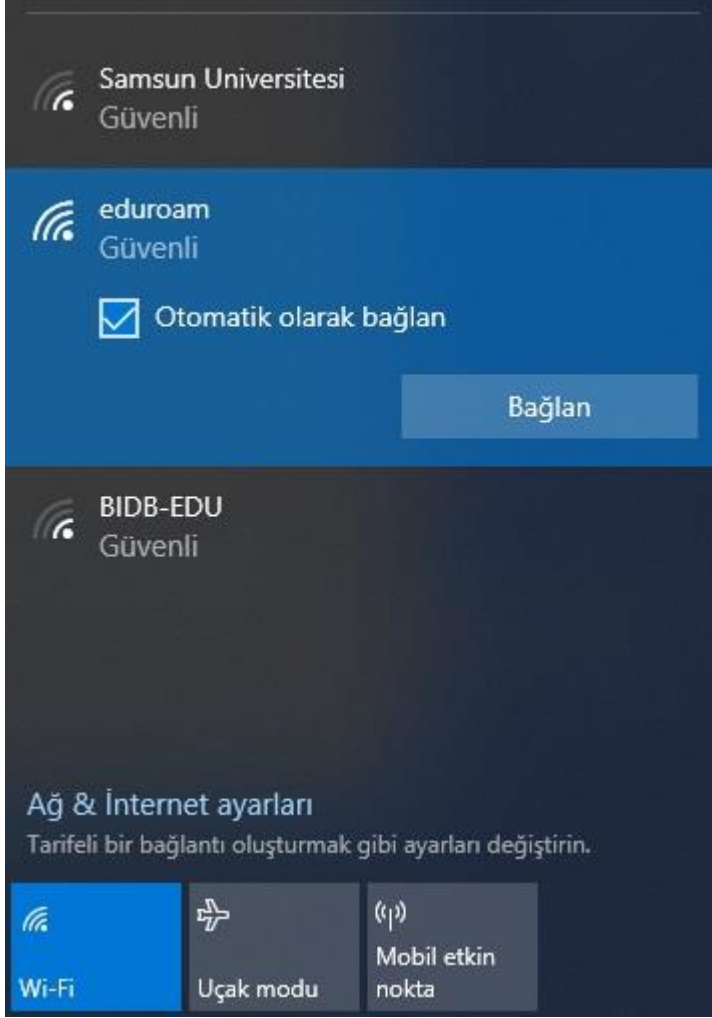 Samsun Universitesi
Güvenli
eduroam
Güvenli
Otomatik olarak bağlan
Bağlan
BIDB-EDU
Güvenli
Ağ & İnternet ayarları
Tarifeli bir bağlantı oluşturmak gibi ayarları değiştirin.
Wi-Fi
Uçak modu
Mobil etkin
nokta